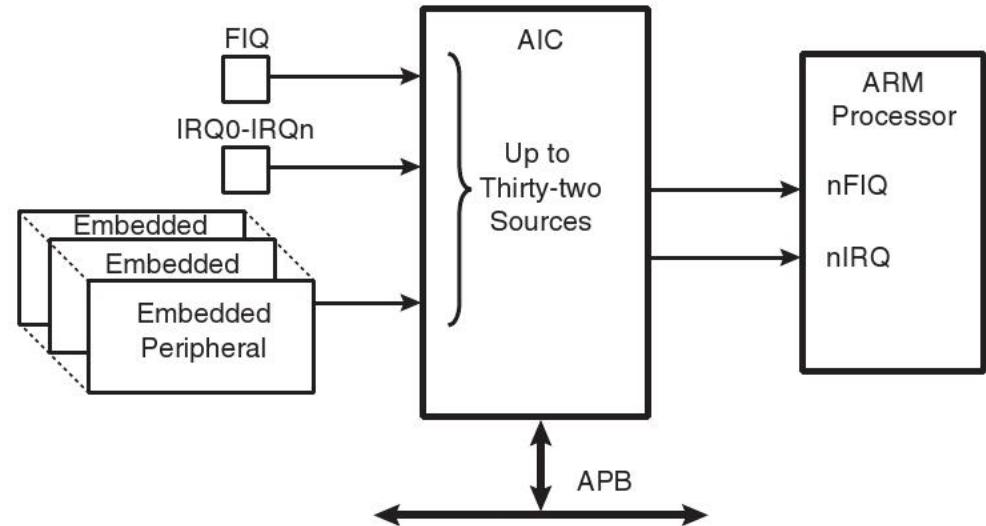 FIQ
IRQ0-IRQn
Embedded
Embedded
Embedded
Peripheral
AIC
Up to
Thirty-two
Sources
ARM
Processor
nFIQ
nIRQ
APB